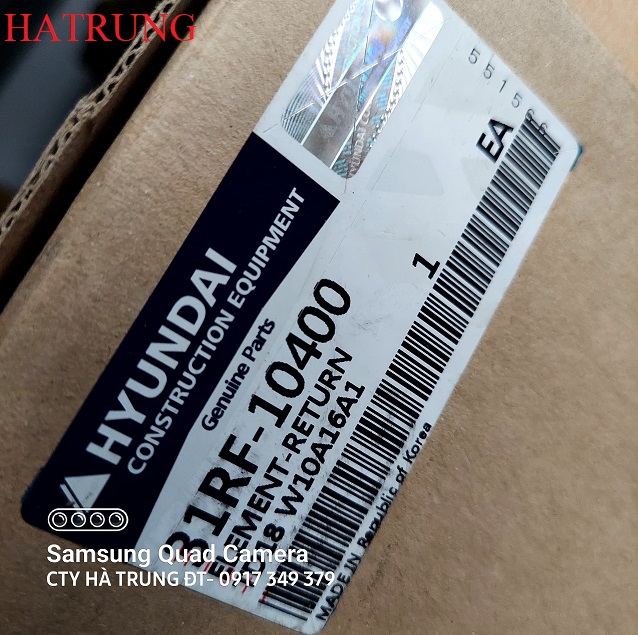 HATRUNG
HYUNDAI
CONSTRUCTION EQUIPMENT
Genuine Parts
31RF-10400
ELEMENT-RETURN
W10A16A1
1 EA
MADE IN Republic of Korea
Samsung Quad Camera
CTY HÀ TRUNG ĐT- 0917 349 379